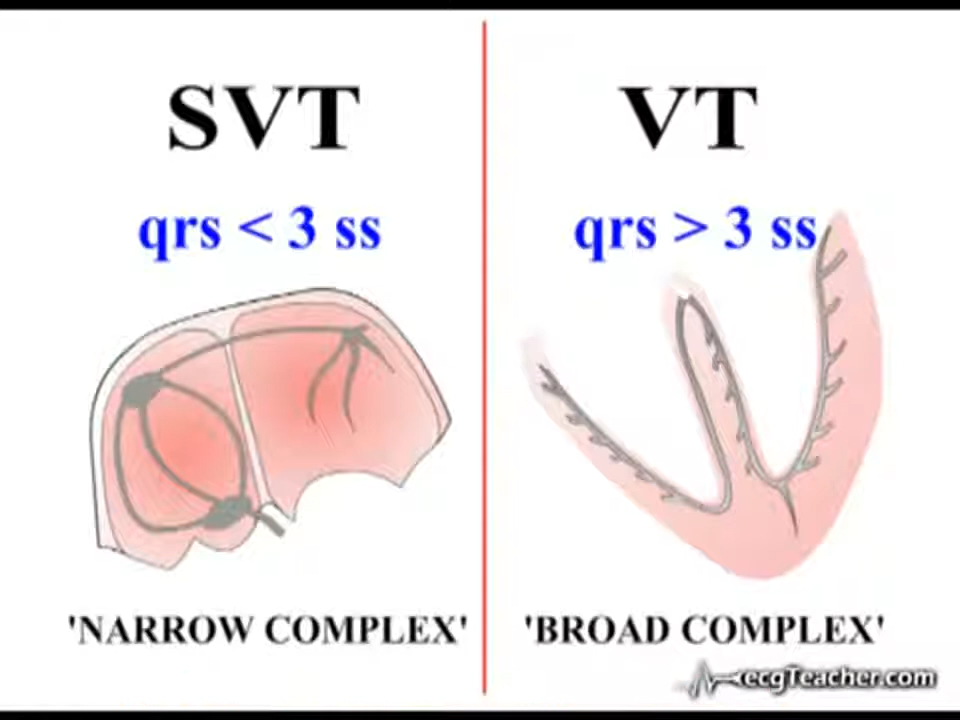 SVT
qrs < 3 ss
'NARROW COMPLEX'
VT
qrs > 3 ss
'BROAD COMPLEX'
ecgTeacher.com